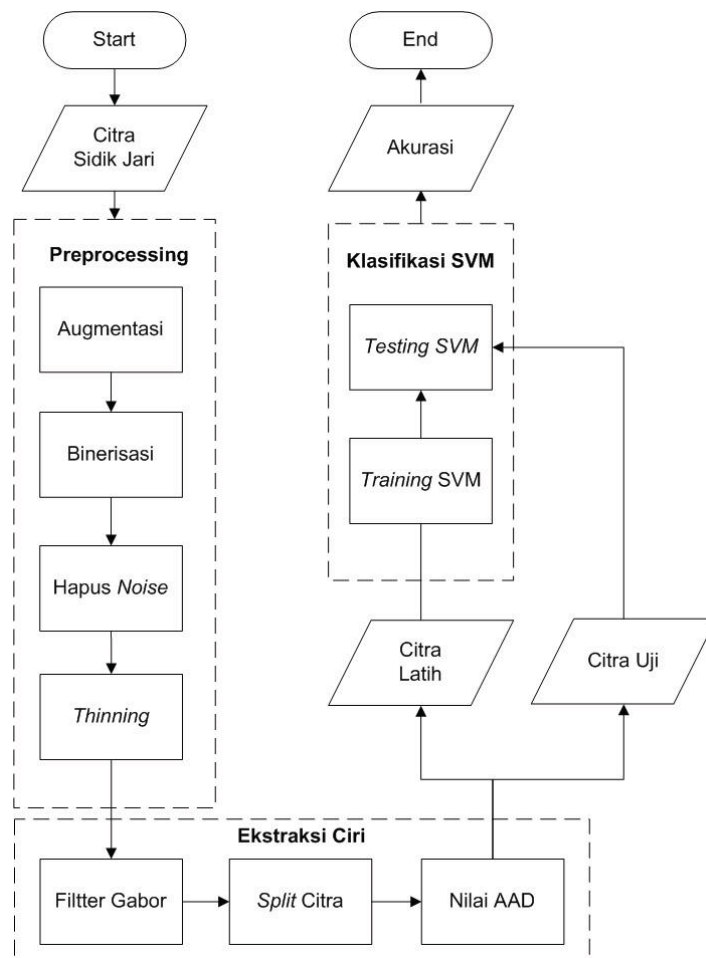 Start
Citra
Sidik Jari
Preprocessing
Augmentasi
Binerisasi
Hapus Noise
Thinning
Ekstraksi Ciri
Filtter Gabor
Split Citra
Nilai AAD
Citra
Latih
Citra Uji
Klasifikasi SVM
Training SVM
Testing SVM
Akurasi
End